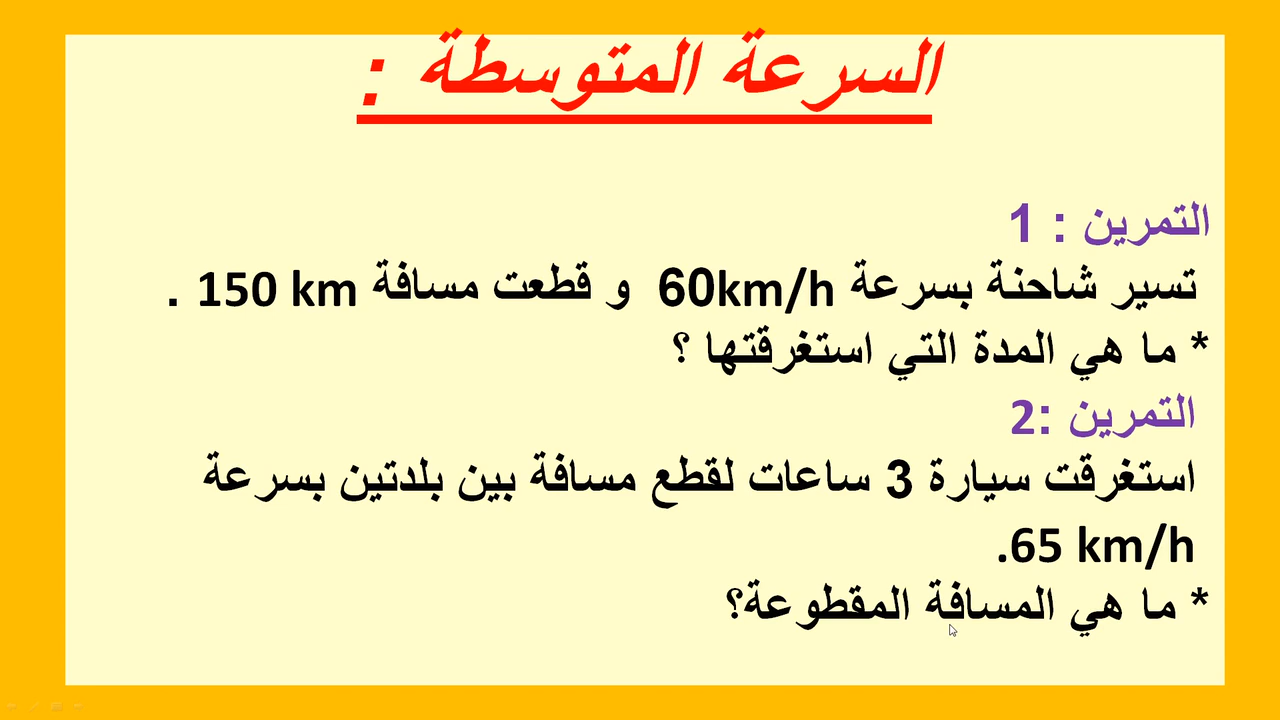 السرعة المتوسطة :
التمرين : 1
تسير شاحنة بسرعة 60km/h و قطعت مسافة 150 km .
* ما هي المدة التي استغرقتها ؟
التمرين :2
استغرقت سيارة 3 ساعات لقطع مسافة بين بلدتين بسرعة
65 km/h.
* ما هي المسافة المقطوعة؟